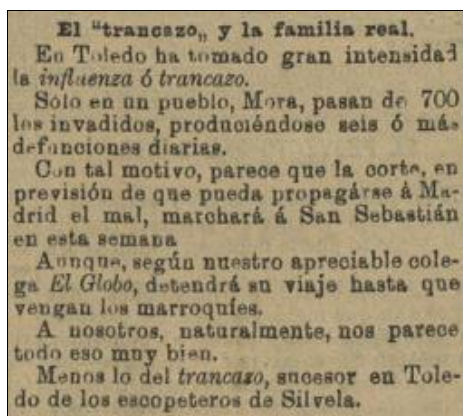 El "trancazo„ y la familia real.
En Toledo ha tomado gran intensidad
la influenza ó trancazo.
Sólo en un pueblo, Mora, pasan de 700
los invadidos, produciéndose seis ó más
defunciones diarias.
Con tal motivo, parece que la corte, en
previsión de que pueda propagárse á Ma-
drid el mal, marchará á San Sebastián
en esta semana
Aunque, según nuestro apreciable cole-
ga El Globo, detendrá su viaje hasta que
vengan los marroquíes.
A nosotros, naturalmente, nos parece
todo eso muy bien.
Menos lo del trancazo, sucesor en Tole-
do de los escopeteros de Silvela.